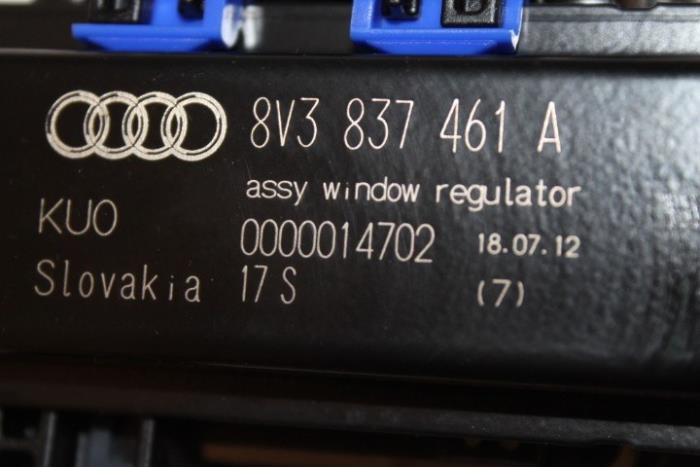 8V3 837 461 A
assy window regulator
KUO 0000014702 18.07.12
Slovakia 17 S (7)